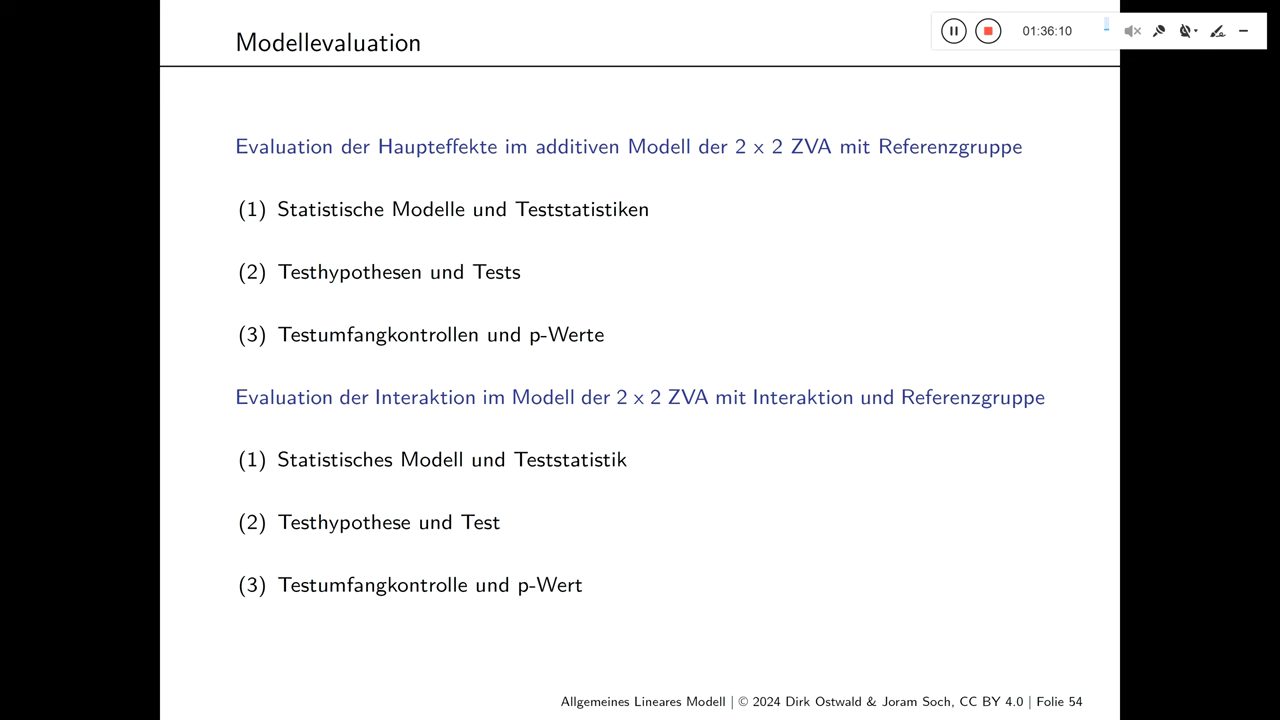 Modellevaluation
01:36:10
Evaluation der Haupteffekte im additiven Modell der 2 x 2 ZVA mit Referenzgruppe
(1) Statistische Modelle und Teststatistiken
(2) Testhypothesen und Tests
(3) Testumfangkontrollen und p-Werte
Evaluation der Interaktion im Modell der 2 × 2 ZVA mit Interaktion und Referenzgruppe
(1) Statistisches Modell und Teststatistik
(2) Testhypothese und Test
(3) Testumfangkontrolle und p-Wert
Allgemeines Lineares Modell | © 2024 Dirk Ostwald & Joram Soch, CC BY 4.0 | Folie 54